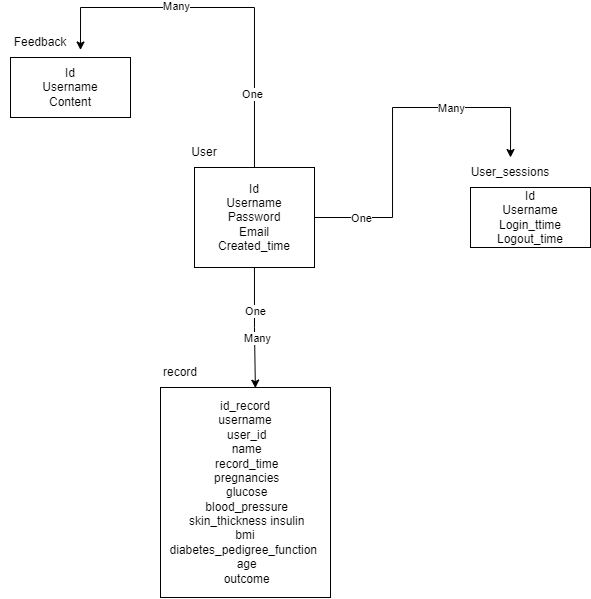 Many
Feedback
Id
Username
Content
One
Many
User
User_sessions
Id
Username
Password
Email
Created_time
One
Id
Username
Login_ttime
Logout_time
One
Many
record
id_record
username
user_id
name
record_time
pregnancies
glucose
blood_pressure
skin_thickness insulin
bmi
diabetes_pedigree_function
age
outcome